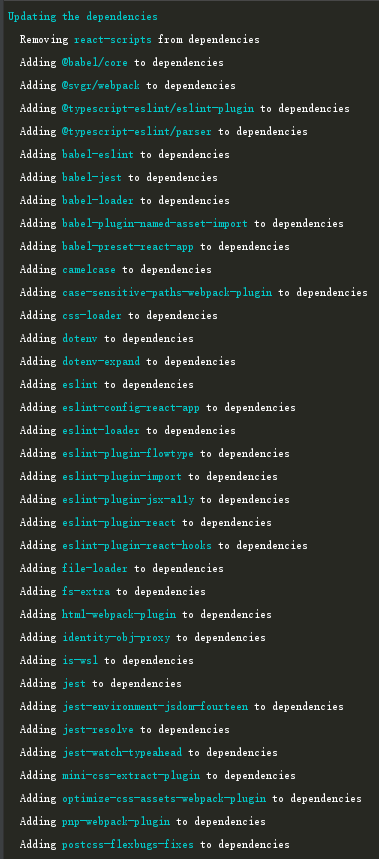 Updating the dependencies
Removing react-scripts from dependencies
Adding @babel/core to dependencies
Adding @svgr/webpack to dependencies
Adding @typescript-eslint/eslint-plugin to dependencies
Adding @typescript-eslint/parser to dependencies
Adding babel-eslint to dependencies
Adding babel-jest to dependencies
Adding babel-loader to dependencies
Adding babel-plugin-named-asset-import to dependencies
Adding babel-preset-react-app to dependencies
Adding camelcase to dependencies
Adding case-sensitive-paths-webpack-plugin to dependencies
Adding css-loader to dependencies
Adding dotenv to dependencies
Adding dotenv-expand to dependencies
Adding eslint to dependencies
Adding eslint-config-react-app to dependencies
Adding eslint-loader to dependencies
Adding eslint-plugin-flowtype to dependencies
Adding eslint-plugin-import to dependencies
Adding eslint-plugin-jsx-a11y to dependencies
Adding eslint-plugin-react to dependencies
Adding eslint-plugin-react-hooks to dependencies
Adding file-loader to dependencies
Adding fs-extra to dependencies
Adding html-webpack-plugin to dependencies
Adding identity-obj-proxy to dependencies
Adding is-wsl to dependencies
Adding jest to dependencies
Adding jest-environment-jsdom-fourteen to dependencies
Adding jest-resolve to dependencies
Adding jest-watch-typeahead to dependencies
Adding mini-css-extract-plugin to dependencies
Adding optimize-css-assets-webpack-plugin to dependencies
Adding pnp-webpack-plugin to dependencies
Adding postcss-flexbugs-fixes to dependencies